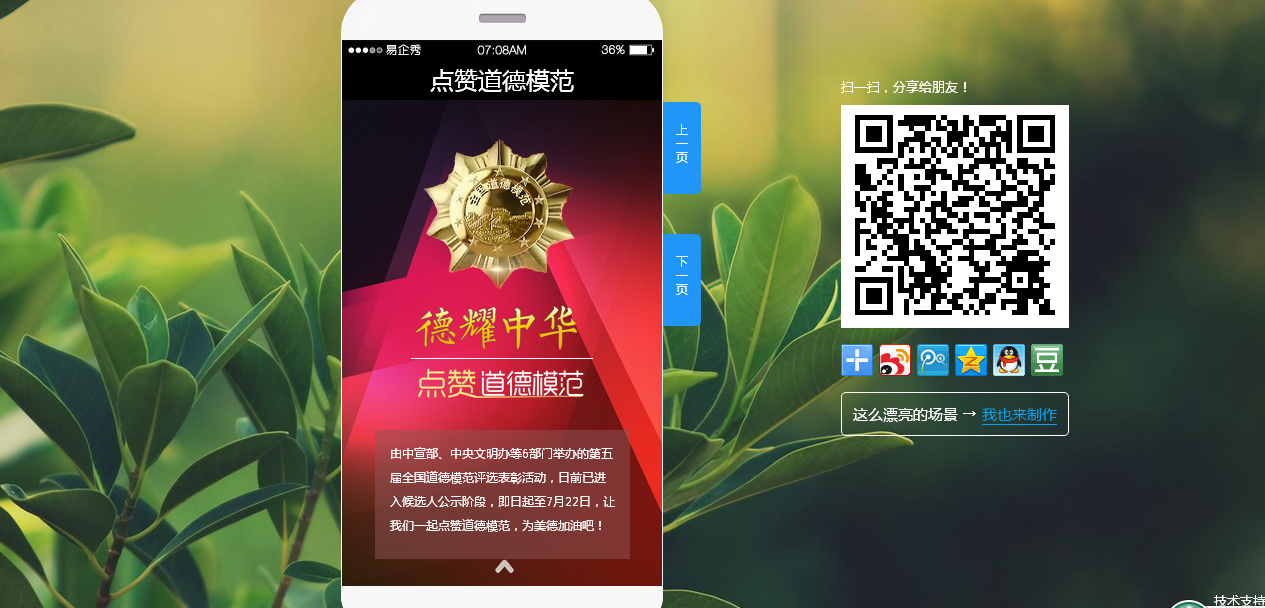 易企秀 07:08AM 36%
点赞道德模范
全国道德模范
德耀中华
点赞道德模范
由中宣部、中央文明办等6部门举办的第五
届全国道德模范评选表彰活动，日前已进
入候选人公示阶段，即日起至7月22日，让
我们一起点赞道德模范，为美德加油吧！
上一页
下一页
扫一扫，分享给朋友！
豆
这么漂亮的场景 → 我也来制作
技术支持